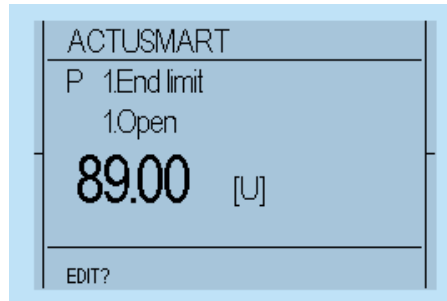 ACTUSMART
P 1.End limit
1.Open
89.00 [U]
EDIT?